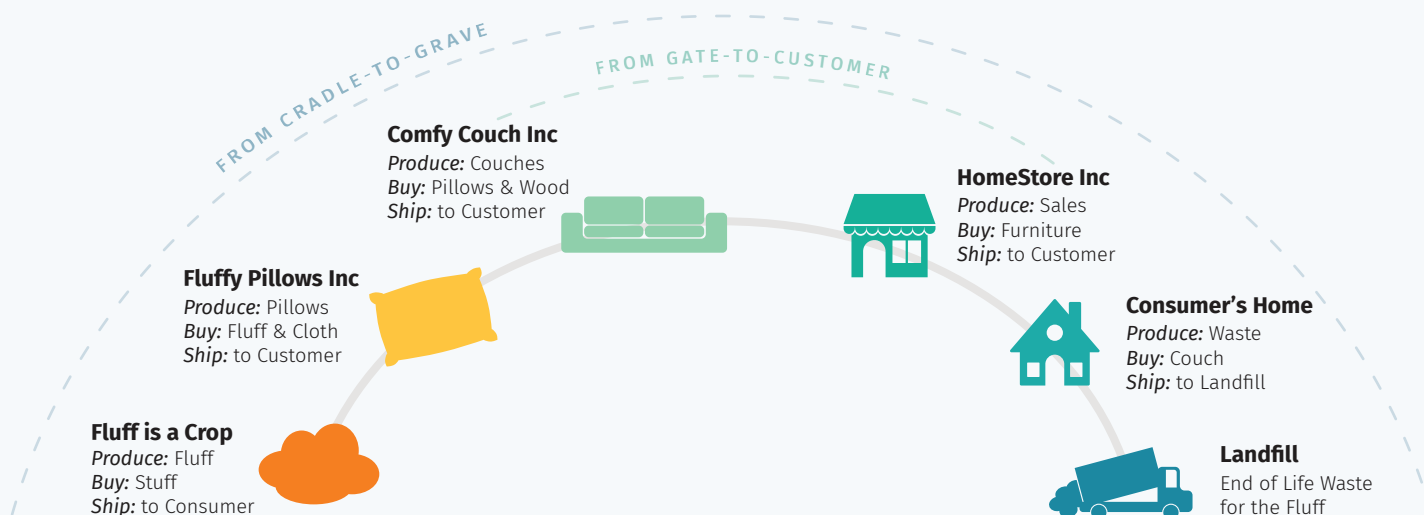 FROM CRADLE-TO-GRAVE
FROM GATE-TO-CUSTOMER
Comfy Couch Inc
Produce: Couches
Buy: Pillows & Wood
Ship: to Customer
HomeStore Inc
Produce: Sales
Buy: Furniture
Ship: to Customer
Fluffy Pillows Inc
Produce: Pillows
Buy: Fluff & Cloth
Ship: to Customer
Consumer’s Home
Produce: Waste
Buy: Couch
Ship: to Landfill
Fluff is a Crop
Produce: Fluff
Buy: Stuff
Ship: to Consumer
Landfill
End of Life Waste
for the Fluff